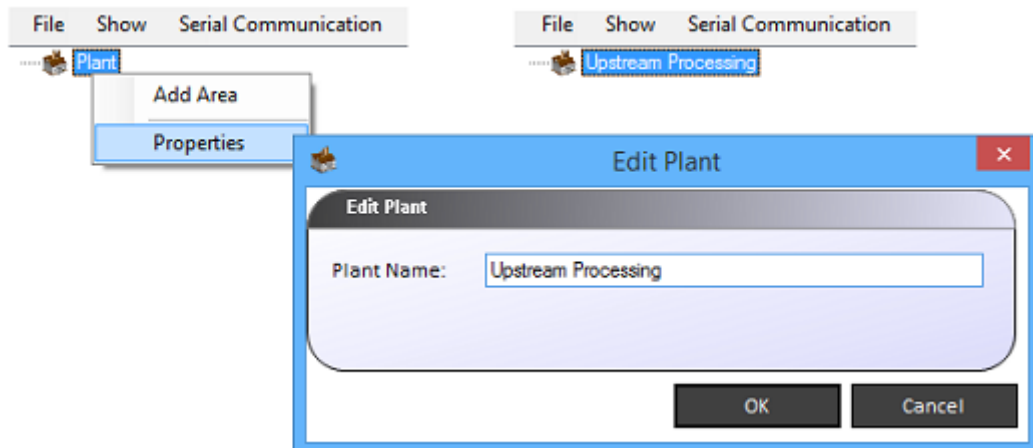 File Show Serial Communication
Plant
Add Area
Properties
File Show Serial Communication
Upstream Processing
Edit Plant
Edit Plant
Plant Name: Upstream Processing
OK Cancel